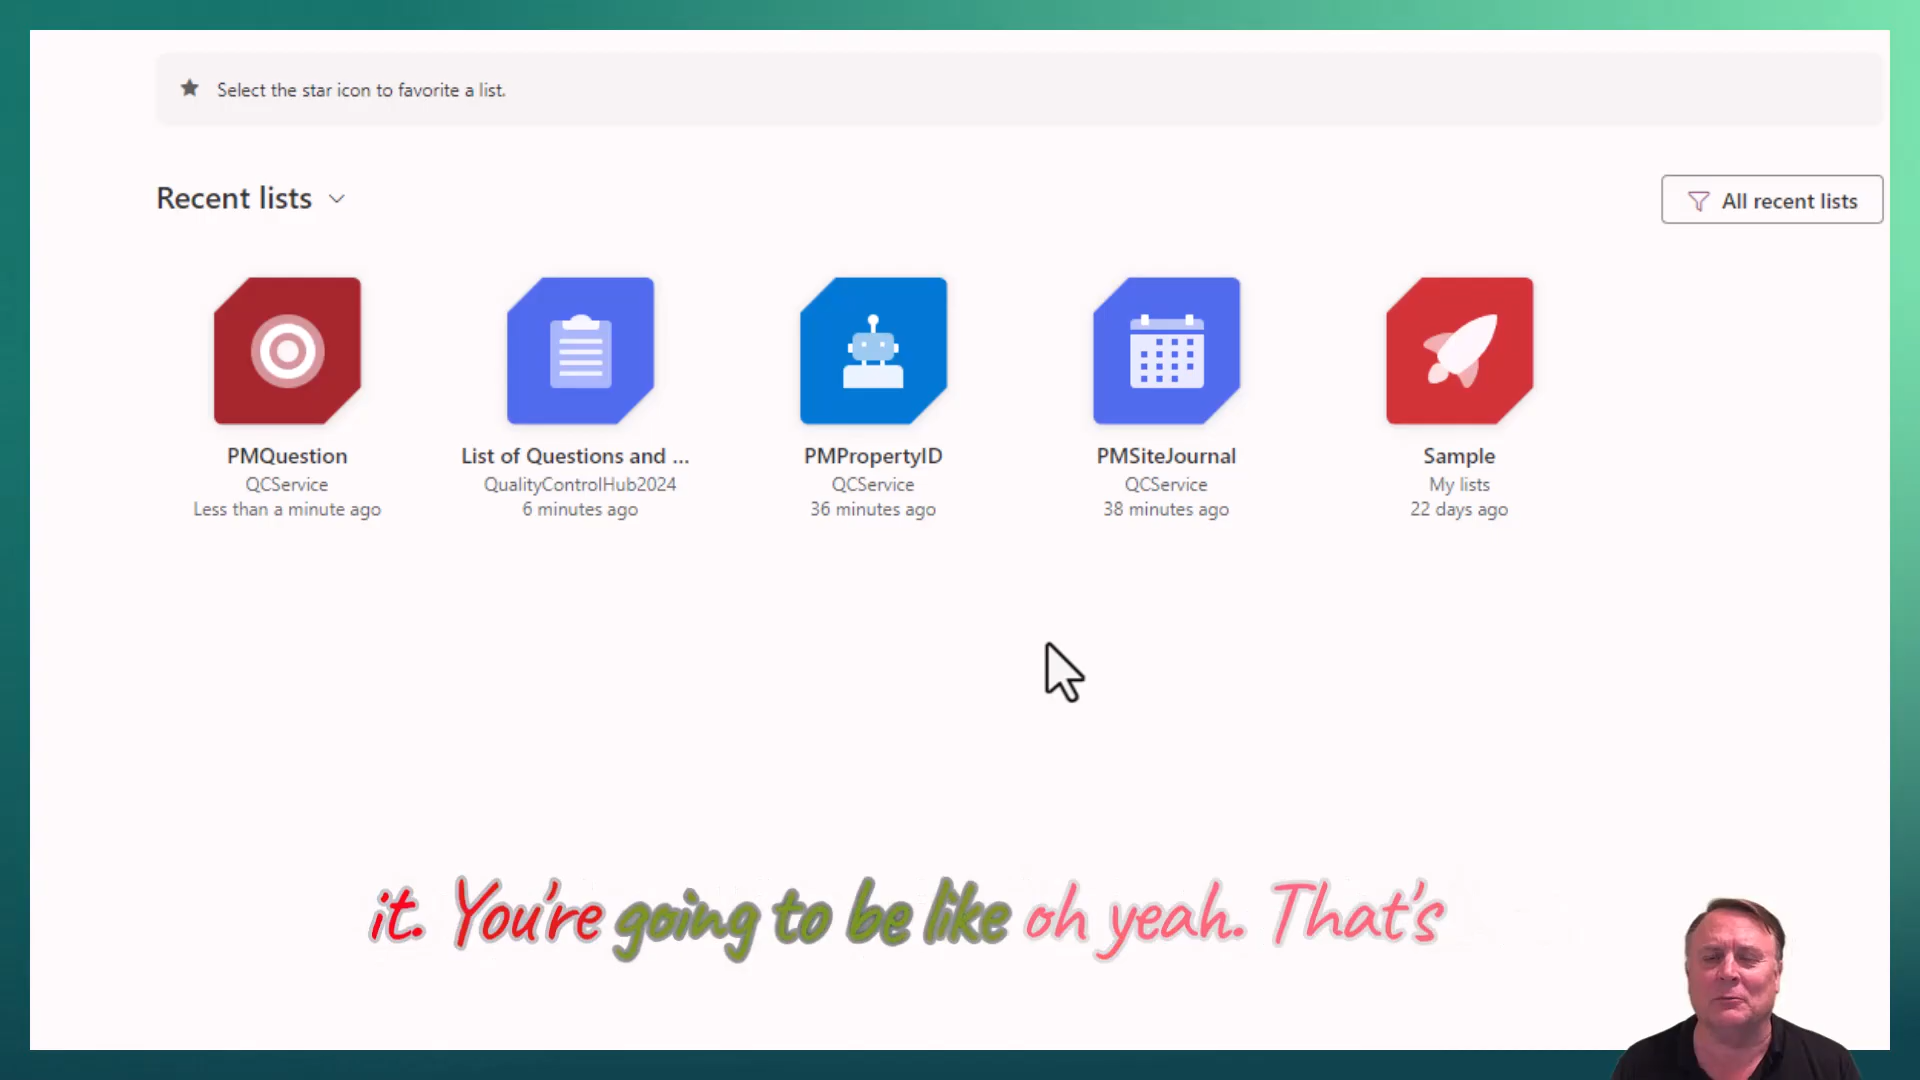 Select the star icon to favorite a list.
Recent lists
All recent lists
PMQuestion
QCService
Less than a minute ago
List of Questions and ...
QualityControlHub2024
6 minutes ago
PMPropertyID
QCService
36 minutes ago
PMSiteJournal
QCService
38 minutes ago
Sample
My lists
22 days ago
it. You're going to be like oh yeah. That's